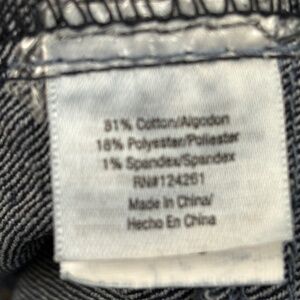 81% Cotton/Algodon
18% Polyester/Poliester
1% Spandex/Spandex
RN#124261
Made In China/
Hecho En China